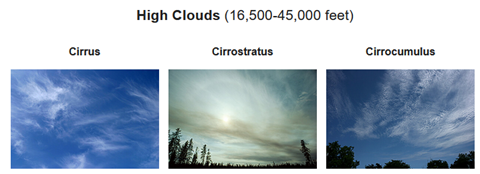 High Clouds (16,500-45,000 feet)
Cirrus Cirrostratus Cirrocumulus